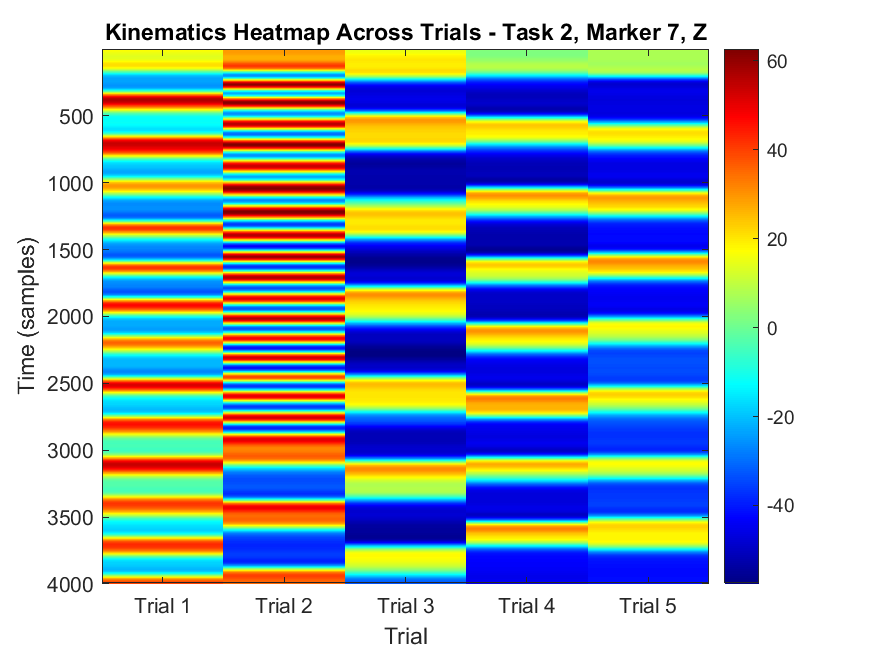 Kinematics Heatmap Across Trials - Task 2, Marker 7, Z
Time (samples)
500
1000
1500
2000
2500
3000
3500
4000
Trial 1
Trial 2
Trial 3
Trial 4
Trial 5
Trial
60
40
20
0
-20
-40